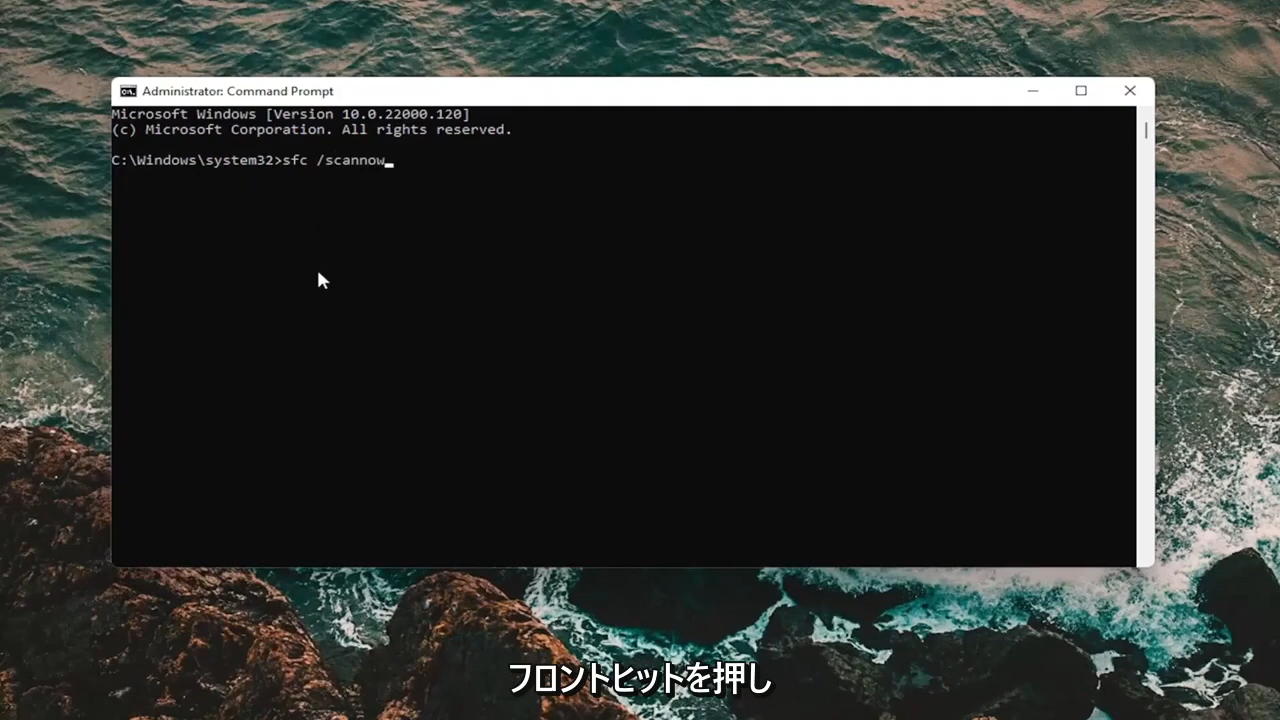 Administrator: Command Prompt
Microsoft Windows [Version 10.0.22000.120]
(c) Microsoft Corporation. All rights reserved.
C:\Windows\system32>sfc /scannow
フロントヒットを押し